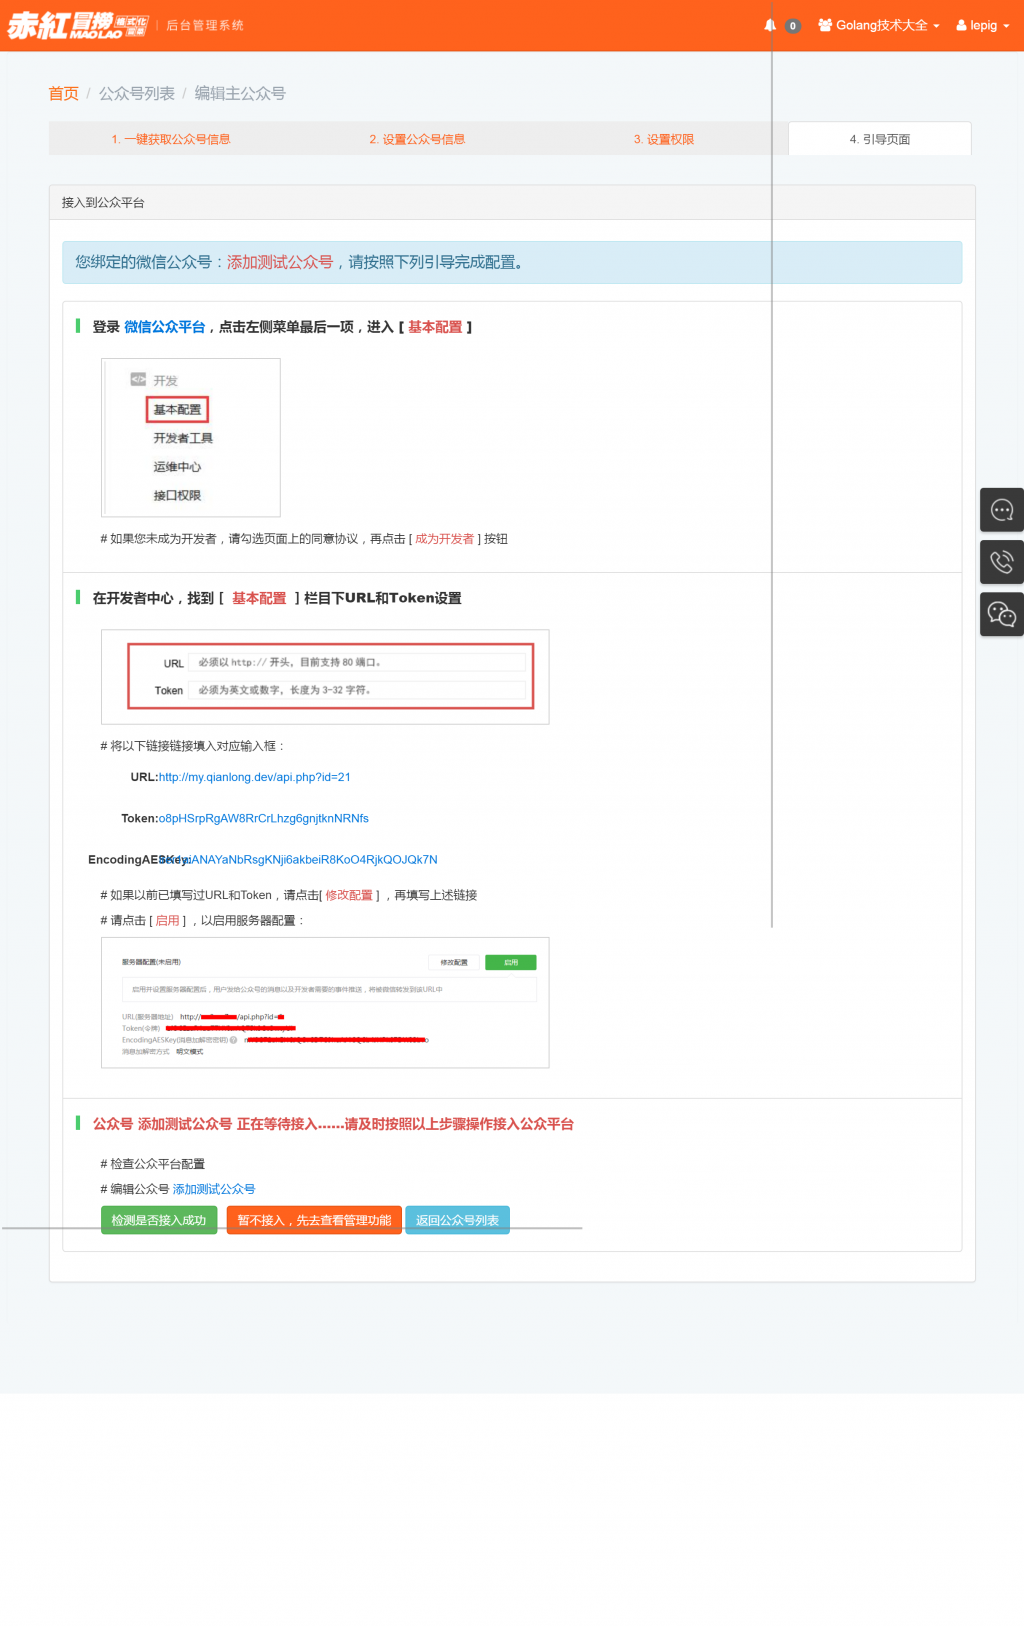 赤紅冒捞 格式化 MAOLAO | 后台管理系统
0 Golang技术大全 lepig
首页 / 公众号列表 / 编辑主公众号
1. 一键获取公众号信息 2. 设置公众号信息 3. 设置权限 4. 引导页面
接入到公众平台
您绑定的微信公众号：添加测试公众号，请按照下列引导完成配置。
登录 微信公众平台，点击左侧菜单最后一项，进入 [ 基本配置 ]
</> 开发
基本配置
开发者工具
运维中心
接口权限
# 如果您未成为开发者，请勾选页面上的同意协议，再点击 [ 成为开发者 ] 按钮
在开发者中心，找到 [ 基本配置 ] 栏目下URL和Token设置
URL 必须以 http:// 开头，目前支持 80 端口。
Token 必须为英文或数字，长度为 3-32 字符。
# 将以下链接链接填入对应输入框：
URL:http://my.qianlong.dev/api.php?id=21
Token:o8pHSrpRgAW8RrCrLhzg6gnjtknNRNfs
EncodingAESKey:ANAYaNbRsgKNji6akbeiR8KoO4RjkQOJQk7N
# 如果以前已填写过URL和Token，请点击[ 修改配置 ] ，再填写上述链接
# 请点击 [ 启用 ] ，以启用服务器配置：
服务器配置(未启用) 修改配置 启用
启用并设置服务器配置后，用户发给公众号的消息以及开发者需要的事件推送，将被微信转发到该URL中
URL(服务器地址) http:// /api.php?id=
Token(令牌)
EncodingAESKey(消息加解密密钥)
消息加解密方式 明文模式
公众号 添加测试公众号 正在等待接入......请及时按照以上步骤操作接入公众平台
# 检查公众平台配置
# 编辑公众号 添加测试公众号
检测是否接入成功 暂不接入，先去查看管理功能 返回公众号列表